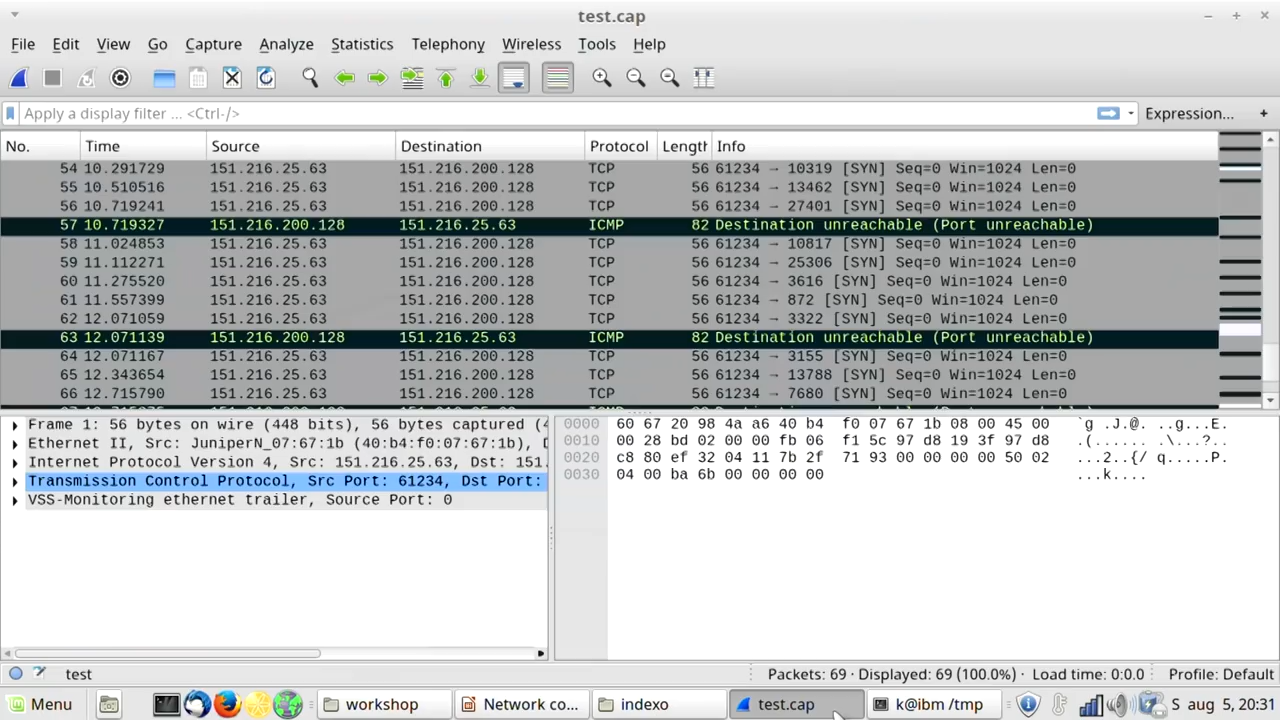 test.cap
File Edit View Go Capture Analyze Statistics Telephony Wireless Tools Help
Apply a display filter ... <Ctrl-/> Expression... +
No. Time Source Destination Protocol Length Info
54 10.291729 151.216.25.63 151.216.200.128 TCP 56 61234 → 10319 [SYN] Seq=0 Win=1024 Len=0
55 10.510516 151.216.25.63 151.216.200.128 TCP 56 61234 → 13462 [SYN] Seq=0 Win=1024 Len=0
56 10.719241 151.216.25.63 151.216.200.128 TCP 56 61234 → 27401 [SYN] Seq=0 Win=1024 Len=0
57 10.719327 151.216.200.128 151.216.25.63 ICMP 82 Destination unreachable (Port unreachable)
58 11.024853 151.216.25.63 151.216.200.128 TCP 56 61234 → 10817 [SYN] Seq=0 Win=1024 Len=0
59 11.112271 151.216.25.63 151.216.200.128 TCP 56 61234 → 25306 [SYN] Seq=0 Win=1024 Len=0
60 11.275520 151.216.25.63 151.216.200.128 TCP 56 61234 → 3616 [SYN] Seq=0 Win=1024 Len=0
61 11.557399 151.216.25.63 151.216.200.128 TCP 56 61234 → 872 [SYN] Seq=0 Win=1024 Len=0
62 12.071059 151.216.25.63 151.216.200.128 TCP 56 61234 → 3322 [SYN] Seq=0 Win=1024 Len=0
63 12.071139 151.216.200.128 151.216.25.63 ICMP 82 Destination unreachable (Port unreachable)
64 12.071167 151.216.25.63 151.216.200.128 TCP 56 61234 → 3155 [SYN] Seq=0 Win=1024 Len=0
65 12.343654 151.216.25.63 151.216.200.128 TCP 56 61234 → 13788 [SYN] Seq=0 Win=1024 Len=0
66 12.715790 151.216.25.63 151.216.200.128 TCP 56 61234 → 7680 [SYN] Seq=0 Win=1024 Len=0
Frame 1: 56 bytes on wire (448 bits), 56 bytes captured (4
Ethernet II, Src: JuniperN_07:67:1b (40:b4:f0:07:67:1b), D
Internet Protocol Version 4, Src: 151.216.25.63, Dst: 151.
Transmission Control Protocol, Src Port: 61234, Dst Port:
VSS-Monitoring ethernet trailer, Source Port: 0
0000 60 67 20 98 4a a6 40 b4 f0 07 67 1b 08 00 45 00 `g .J.@. ..g...E.
0010 00 28 bd 02 00 00 fb 06 f1 5c 97 d8 19 3f 97 d8 .(...... .\...?..
0020 c8 80 ef 32 04 11 7b 2f 71 93 00 00 00 00 50 02 ...2..{/ q.....P.
0030 04 00 ba 6b 00 00 00 00 ...k....
test Packets: 69 · Displayed: 69 (100.0%) · Load time: 0:0.0 Profile: Default
Menu workshop Network co... indexo test.cap k@ibm /tmp S aug 5, 20:31